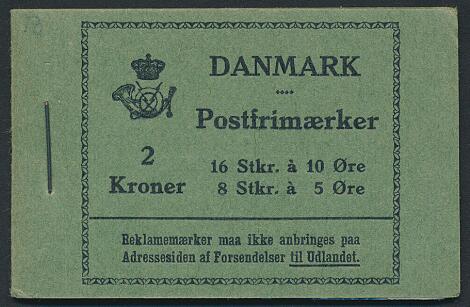 DANMARK
Postfrimærker
2
Kroner
16 Stkr. à 10 Øre
8 Stkr. à 5 Øre
Reklamemærker maa ikke anbringes paa
Adressesiden af Forsendelser til Udlandet.